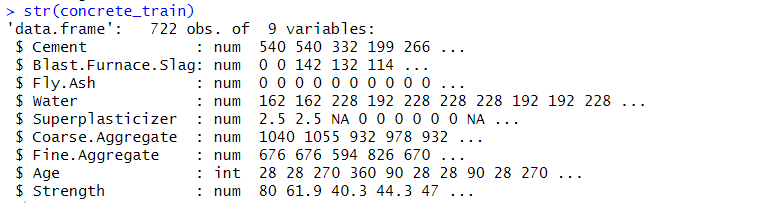 > str(concrete_train)
'data.frame':   722 obs. of  9 variables:
 $ Cement            : num  540 540 332 199 266 ...
 $ Blast.Furnace.Slag: num  0 0 142 132 114 ...
 $ Fly.Ash           : num  0 0 0 0 0 0 0 0 0 0 ...
 $ Water             : num  162 162 228 192 228 228 228 192 192 228 ...
 $ Superplasticizer  : num  2.5 2.5 NA 0 0 0 0 0 0 NA ...
 $ Coarse.Aggregate  : num  1040 1055 932 978 932 ...
 $ Fine.Aggregate    : num  676 676 594 826 670 ...
 $ Age               : int  28 28 270 360 90 28 28 90 28 270 ...
 $ Strength          : num  80 61.9 40.3 44.3 47 ...